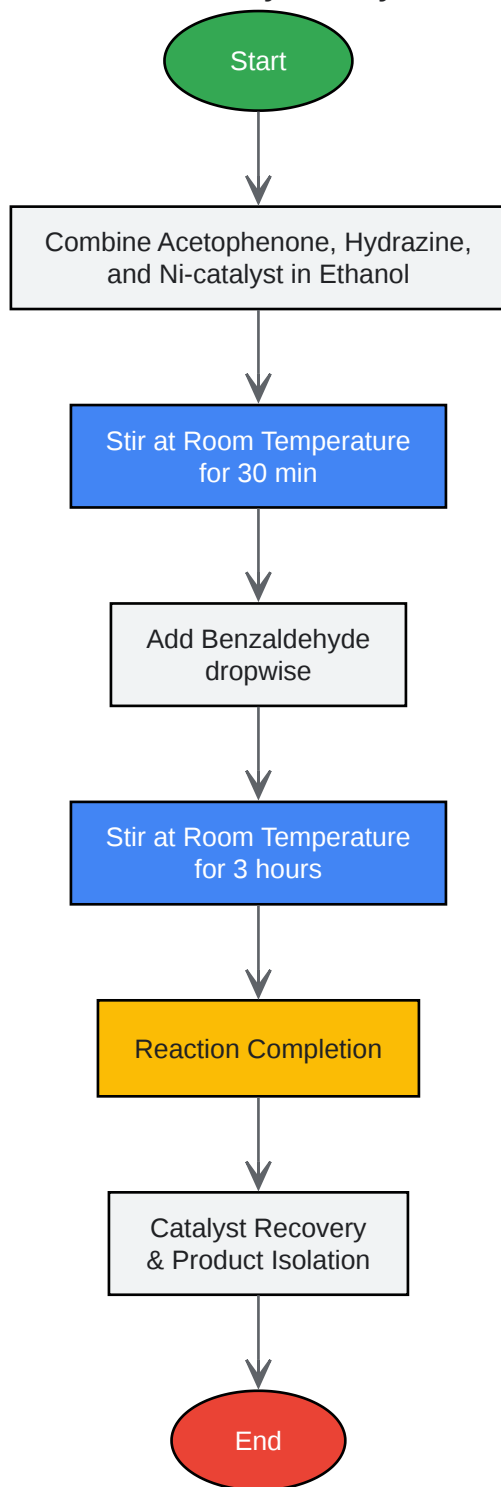 Start
Combine Acetophenone, Hydrazine,
and Ni-catalyst in Ethanol
Stir at Room Temperature
for 30 min
Add Benzaldehyde
dropwise
Stir at Room Temperature
for 3 hours
Reaction Completion
Catalyst Recovery
& Product Isolation
End